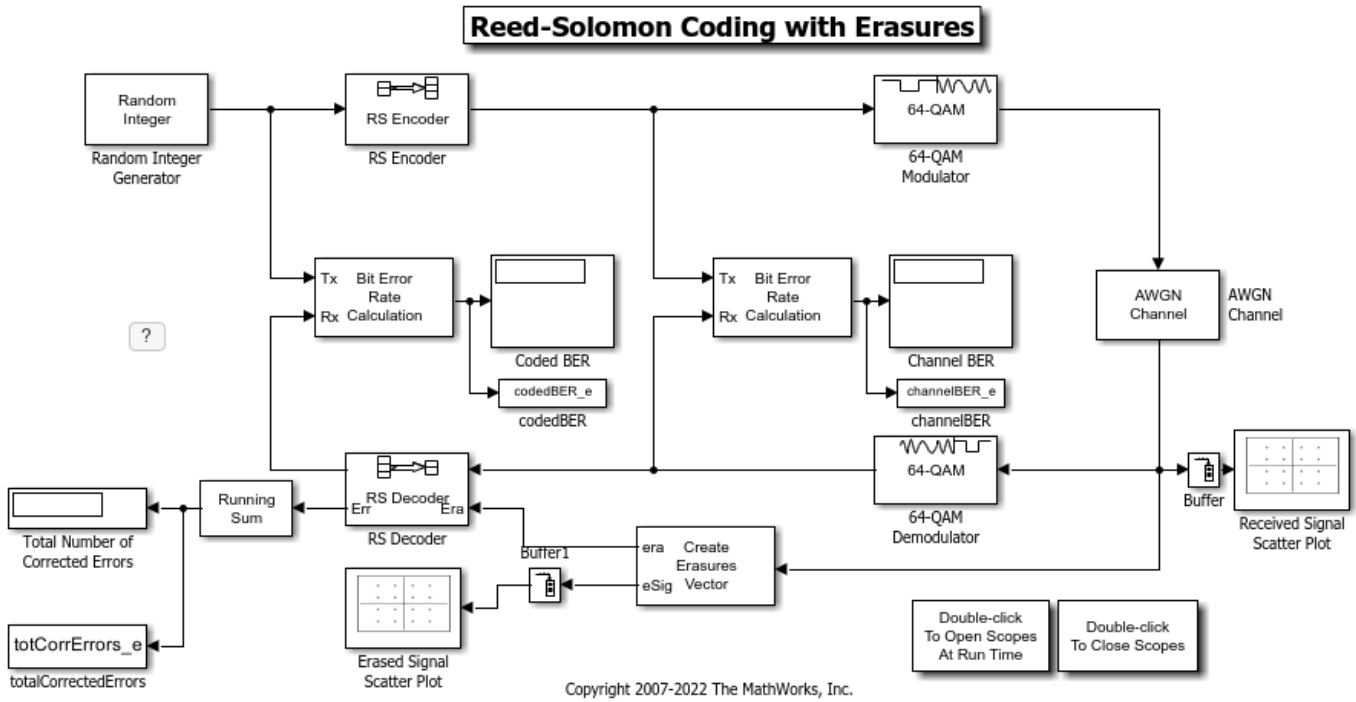 Reed-Solomon Coding with Erasures
Random
Integer
Random Integer
Generator
RS Encoder
RS Encoder
64-QAM
64-QAM
Modulator
Tx
Rx
Bit Error
Rate
Calculation
Coded BER
codedBER_e
codedBER
Tx
Rx
Bit Error
Rate
Calculation
Channel BER
channelBER_e
channelBER
AWGN
Channel
AWGN
Channel
?
RS Decoder
Err
Era
RS Decoder
64-QAM
64-QAM
Demodulator
Buffer
Received Signal
Scatter Plot
Running
Sum
Total Number of
Corrected Errors
totCorrErrors_e
totalCorrectedErrors
Buffer1
era
eSig
Create
Erasures
Vector
Erased Signal
Scatter Plot
Double-click
To Open Scopes
At Run Time
Double-click
To Close Scopes
Copyright 2007-2022 The MathWorks, Inc.